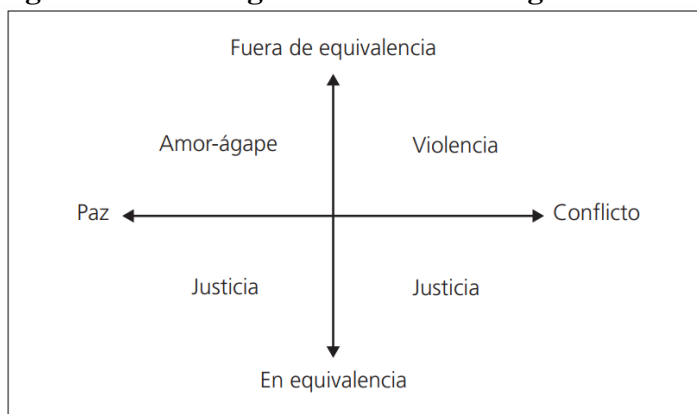 Fuera de equivalencia
Amor-ágape
Violencia
Paz
Conflicto
Justicia
Justicia
En equivalencia